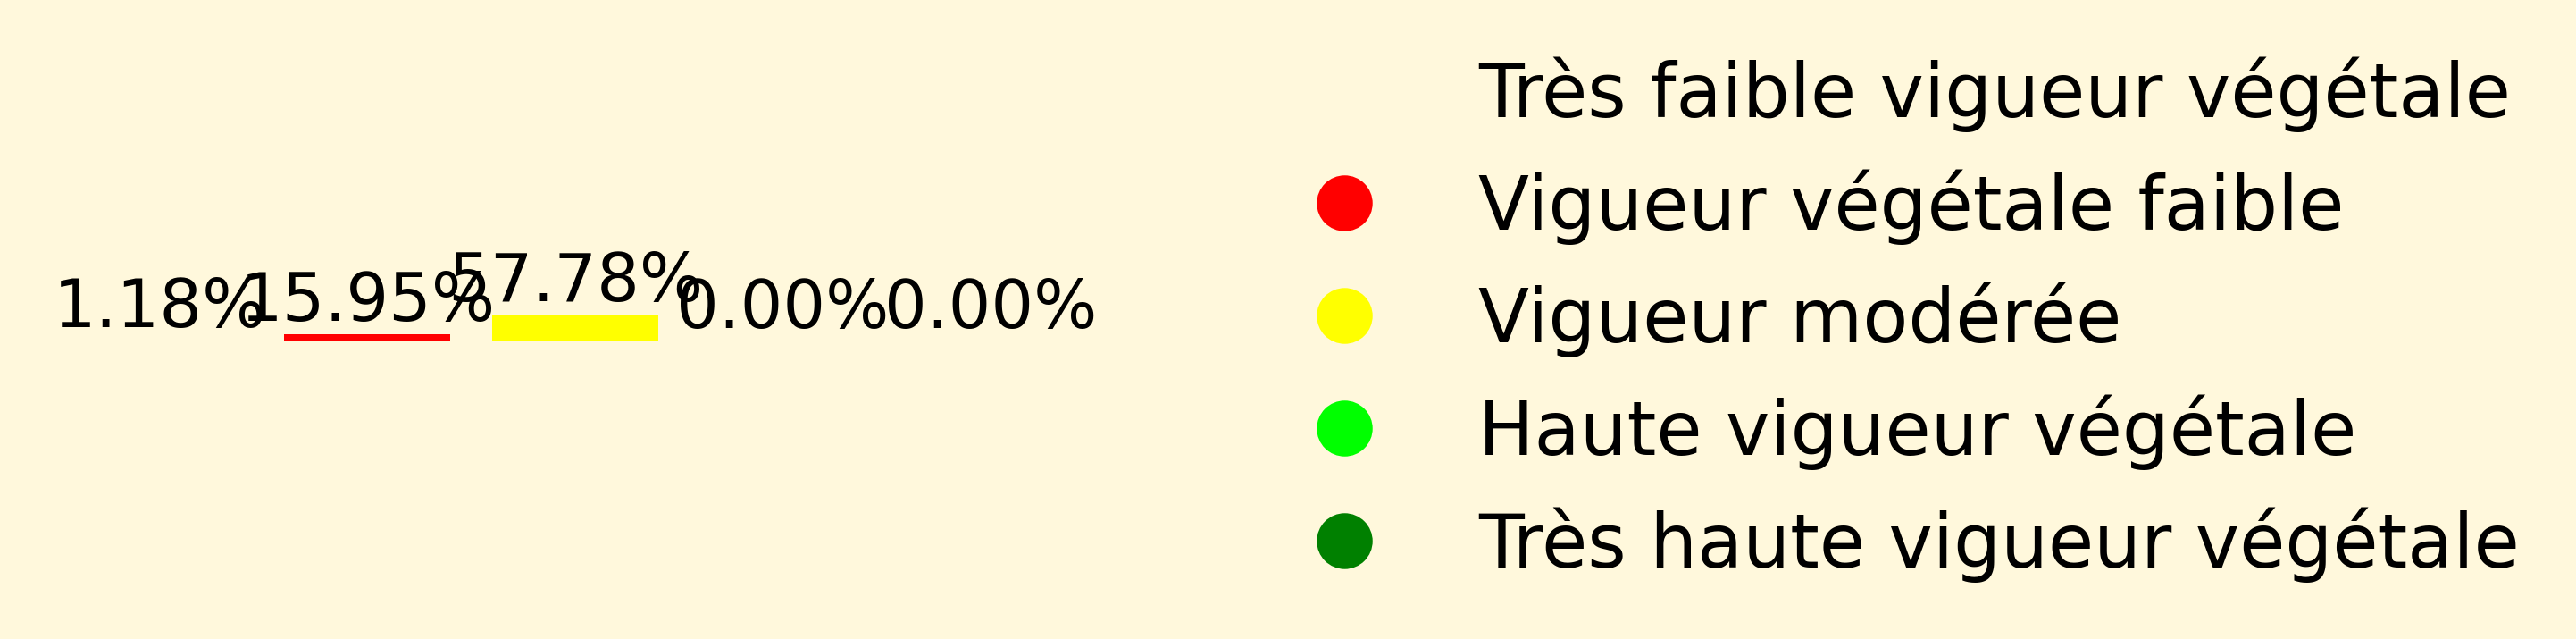 1.18% 15.95% 57.78% 0.00% 0.00%
Très faible vigueur végétale
Vigueur végétale faible
Vigueur modérée
Haute vigueur végétale
Très haute vigueur végétale